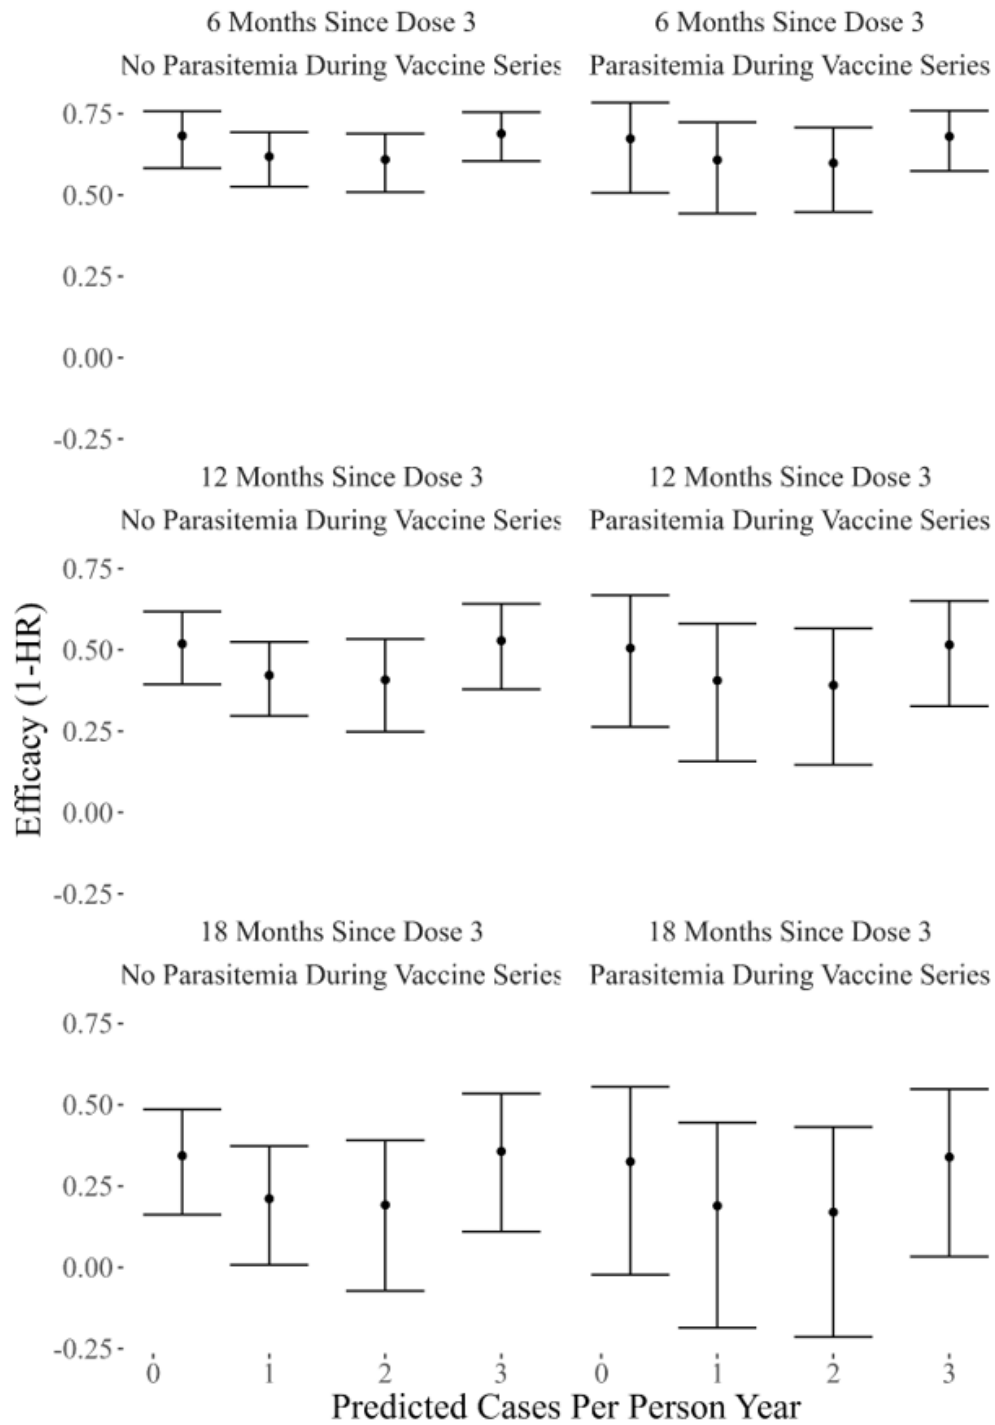 6 Months Since Dose 3
6 Months Since Dose 3
No Parasitemia During Vaccine Series
Parasitemia During Vaccine Series
0.75
0.50
0.25
0.00
-0.25
12 Months Since Dose 3
12 Months Since Dose 3
No Parasitemia During Vaccine Series
Parasitemia During Vaccine Series
0.75
0.50
0.25
0.00
-0.25
Efficacy (1-HR)
18 Months Since Dose 3
18 Months Since Dose 3
No Parasitemia During Vaccine Series
Parasitemia During Vaccine Series
0.75
0.50
0.25
0.00
-0.25
0 1 2 3 0 1 2 3
Predicted Cases Per Person Year